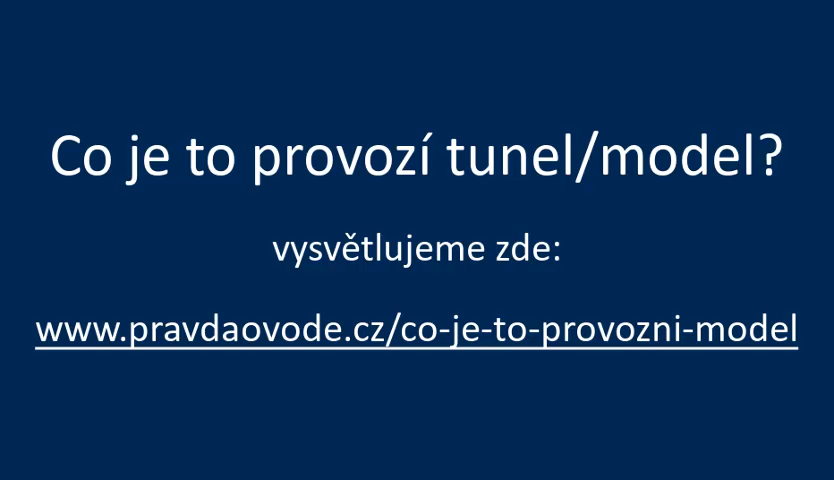 Co je to provozí tunel/model?
vysvětlujeme zde:
www.pravdaovode.cz/co-je-to-provozni-model